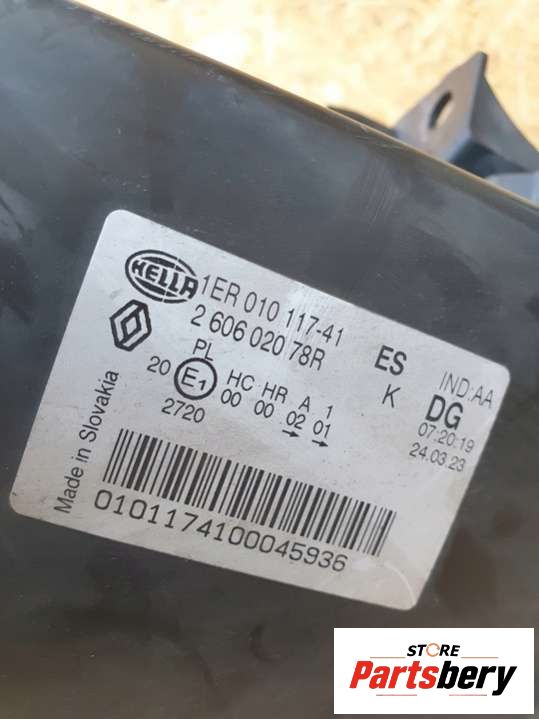 HELLA
1ER 010 117-41
2 606 020 78R
ES
IND:AA
PL
K
DG
20 E1 HC HR A 1
00 00 02 01
2720
07:20:19
24.03.23
Made in Slovakia
0101174100045936
STORE
Partsbery